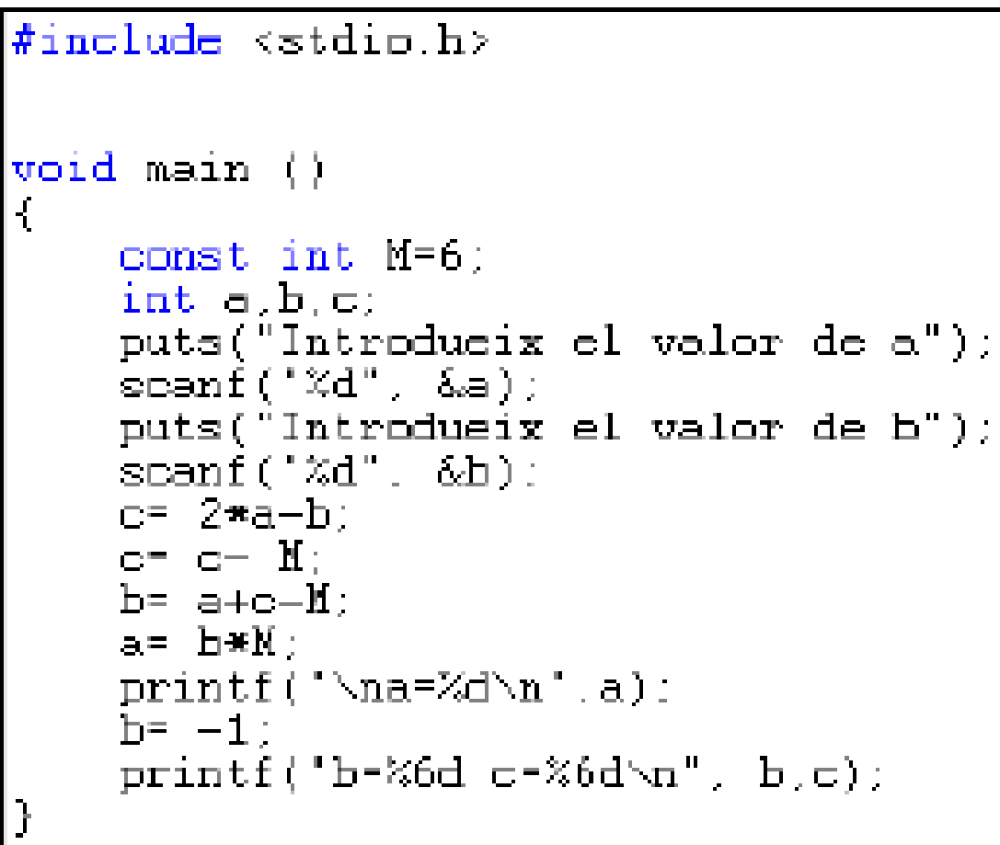 #include <stdio.h>
void main ()
{
const int M=6;
int a,b,c;
puts("Introdueix el valor de a");
scanf("%d", &a);
puts("Introdueix el valor de b");
scanf("%d", &b);
c= 2*a-b;
c= c- M;
b= a+c-M;
a= b*M;
printf("\na=%d\n",a);
b= -1;
printf("b=%6d c=%6d\n", b,c);
}